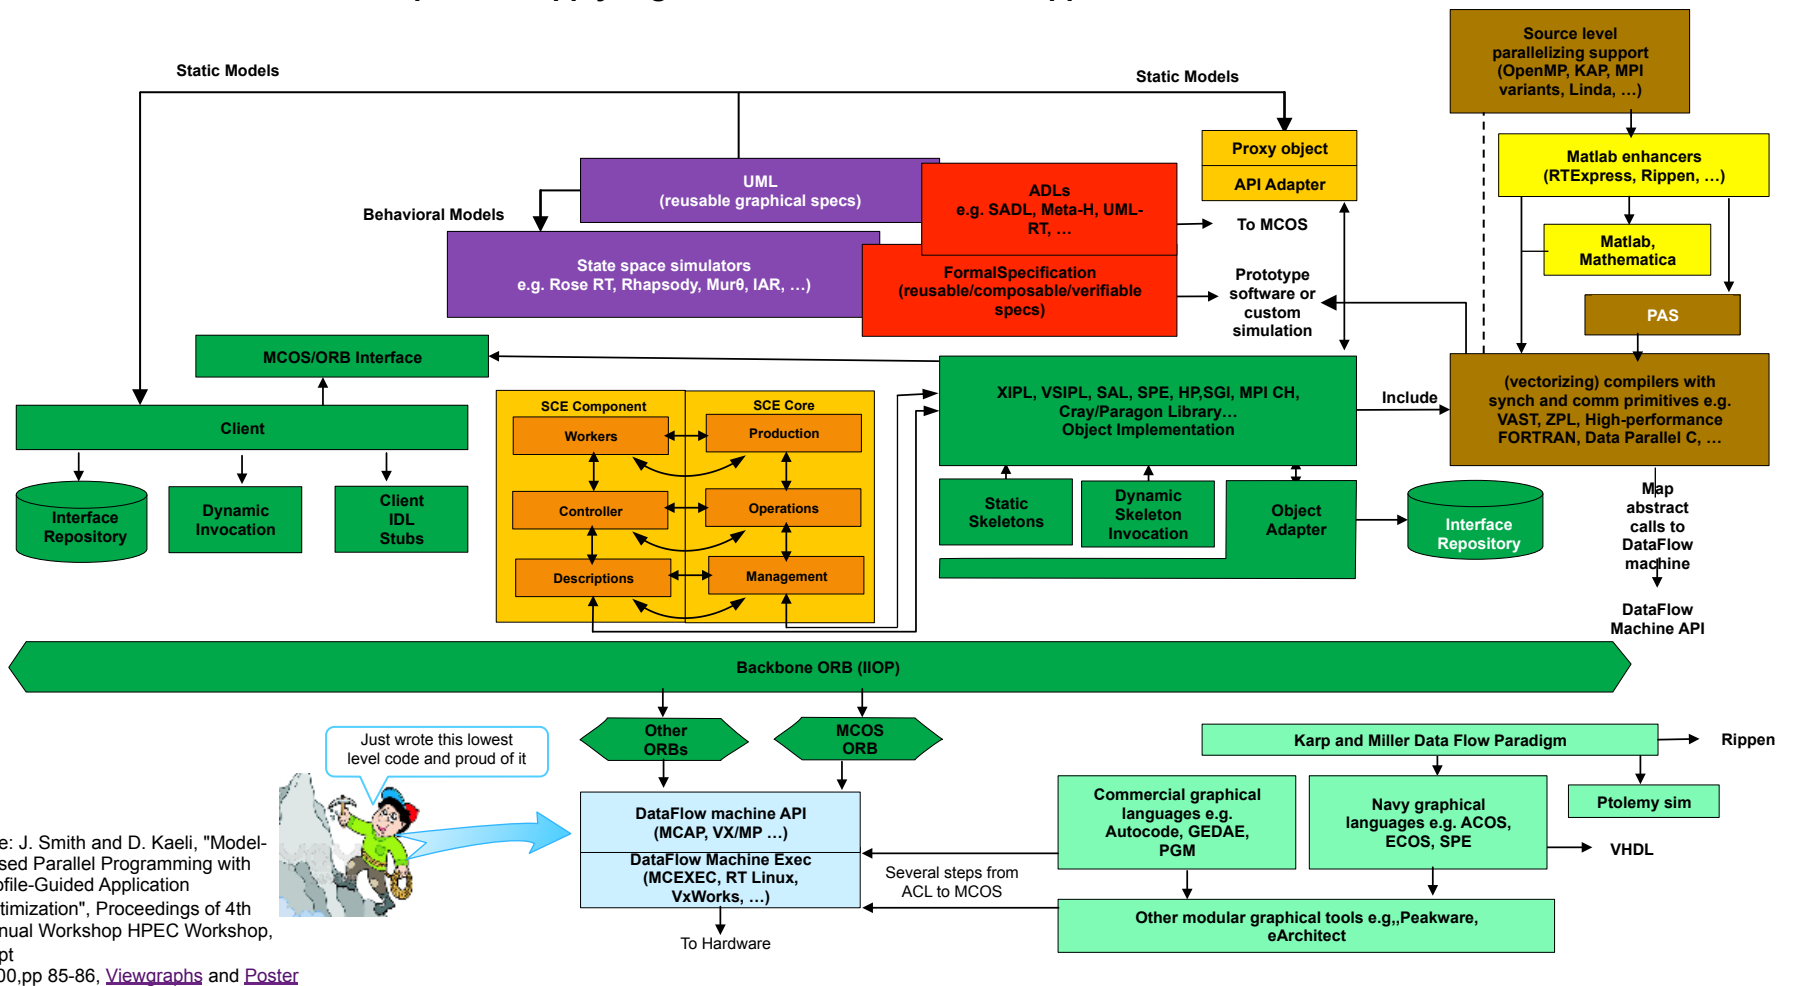 Static Models
Static Models
Source level
parallelizing support
(OpenMP, KAP, MPI
variants, Linda, …)
Proxy object
API Adapter
Matlab enhancers
(RTExpress, Rippen, …)
UML
(reusable graphical specs)
ADLs
e.g. SADL, Meta-H, UML-
RT, …
Behavioral Models
To MCOS
Matlab,
Mathematica
State space simulators
e.g. Rose RT, Rhapsody, Murθ, IAR, …)
FormalSpecification
(reusable/composable/verifiable
specs)
Prototype
software or
custom
simulation
PAS
MCOS/ORB Interface
XIPL, VSIPL, SAL, SPE, HP,SGI, MPI CH,
Cray/Paragon Library…
Object Implementation
Include
(vectorizing) compilers with
synch and comm primitives e.g.
VAST, ZPL, High-performance
FORTRAN, Data Parallel C, …
Client
SCE Component
SCE Core
Workers
Production
Controller
Operations
Descriptions
Management
Interface
Repository
Dynamic
Invocation
Client
IDL
Stubs
Static
Skeletons
Dynamic
Skeleton
Invocation
Object
Adapter
Interface
Repository
Map
abstract
calls to
DataFlow
machine
DataFlow
Machine API
Backbone ORB (IIOP)
Other
ORBs
MCOS
ORB
Just wrote this lowest
level code and proud of it
Karp and Miller Data Flow Paradigm
Rippen
DataFlow machine API
(MCAP, VX/MP …)
DataFlow Machine Exec
(MCEXEC, RT Linux,
VxWorks, …)
Commercial graphical
languages e.g.
Autocode, GEDAE,
PGM
Navy graphical
languages e.g. ACOS,
ECOS, SPE
Ptolemy sim
VHDL
Several steps from
ACL to MCOS
Other modular graphical tools e.g,,Peakware,
eArchitect
To Hardware
e: J. Smith and D. Kaeli, "Model-
sed Parallel Programming with
ofile-Guided Application
timization", Proceedings of 4th
nual Workshop HPEC Workshop,
pt
00,pp 85-86, Viewgraphs and Poster